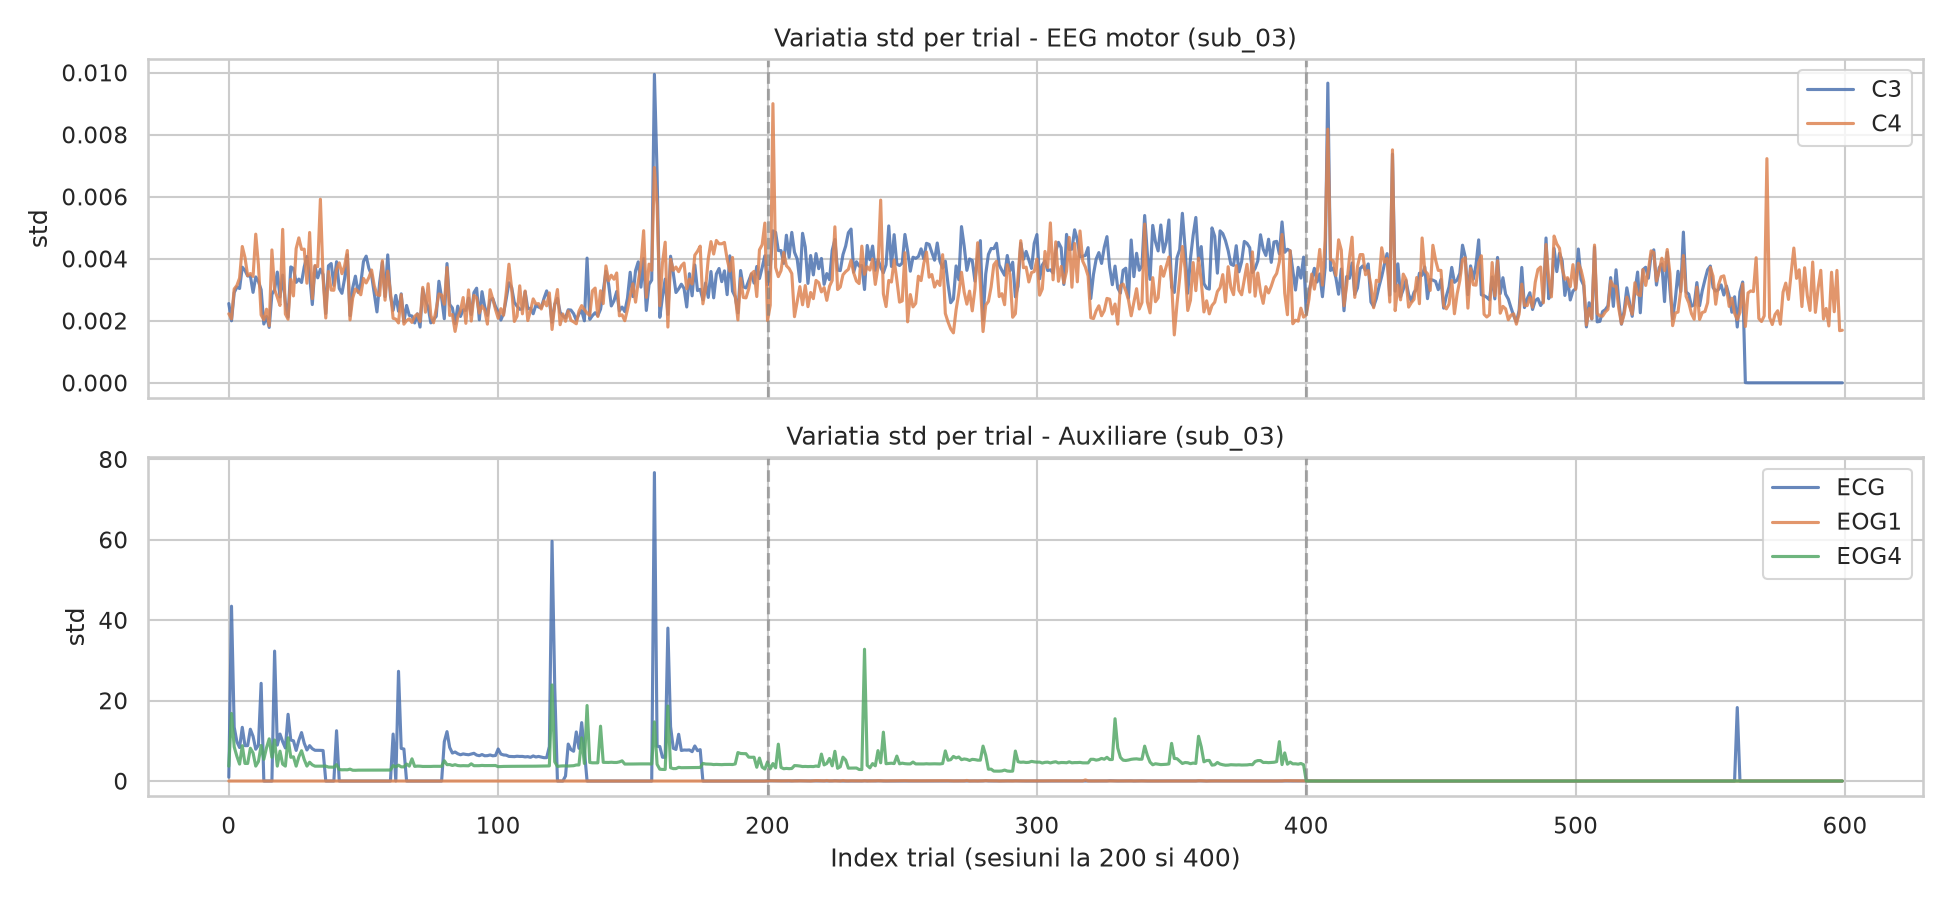 Variatia std per trial - EEG motor (sub_03)
0.010
0.008
0.006
0.004
0.002
0.000
std
C3
C4
Variatia std per trial - Auxiliare (sub_03)
80
60
40
20
0
std
ECG
EOG1
EOG4
0 100 200 300 400 500 600
Index trial (sesiuni la 200 si 400)